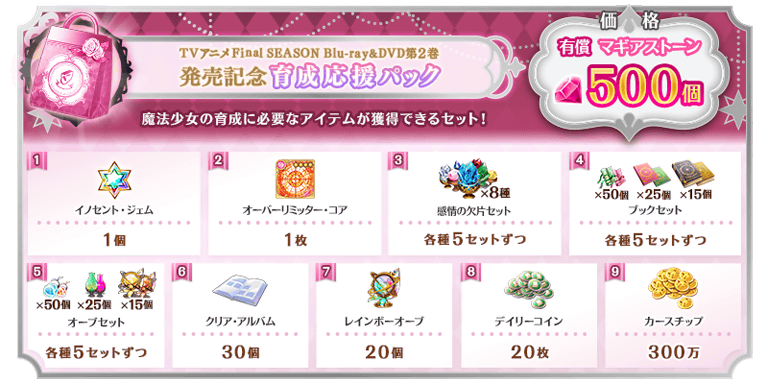 TVアニメFinal SEASON Blu-ray&DVD第2巻
発売記念 育成応援パック
価格
有償 マギアストーン
500個
魔法少女の育成に必要なアイテムが獲得できるセット!
1
イノセント・ジェム
1個
2
オーバーリミッター・コア
1枚
3
×8種
感情の欠片セット
各種5セットずつ
4
×50個 ×25個 ×15個
ブックセット
各種5セットずつ
5
×50個 ×25個 ×15個
オーブセット
各種5セットずつ
6
クリア・アルバム
30個
7
レインボーオーブ
20個
8
デイリーコイン
20枚
9
カースチップ
300万